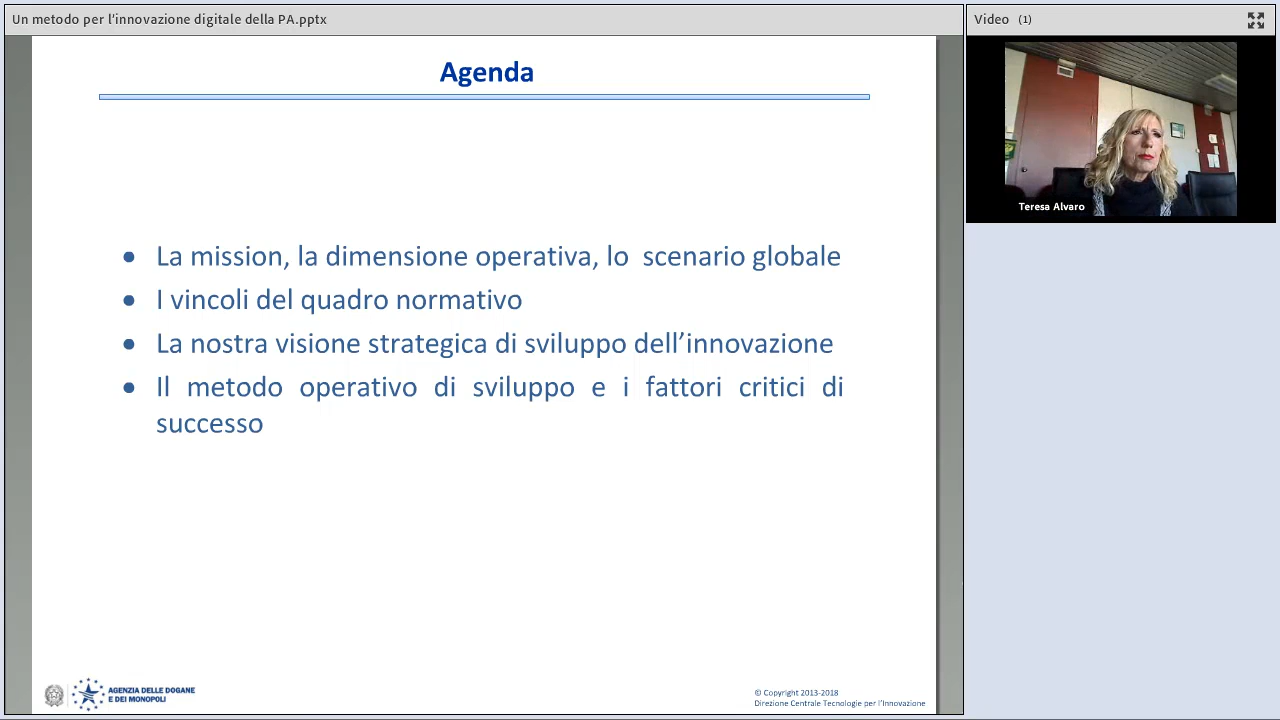 Un metodo per l'innovazione digitale della PA.pptx
Video (1)
Agenda
Teresa Alvaro
• La mission, la dimensione operativa, lo scenario globale
• I vincoli del quadro normativo
• La nostra visione strategica di sviluppo dell’innovazione
• Il metodo operativo di sviluppo e i fattori critici di
successo
AGENZIA DELLE DOGANE
E DEI MONOPOLI
© Copyright 2013-2018
Direzione Centrale Tecnologie per l’Innovazione